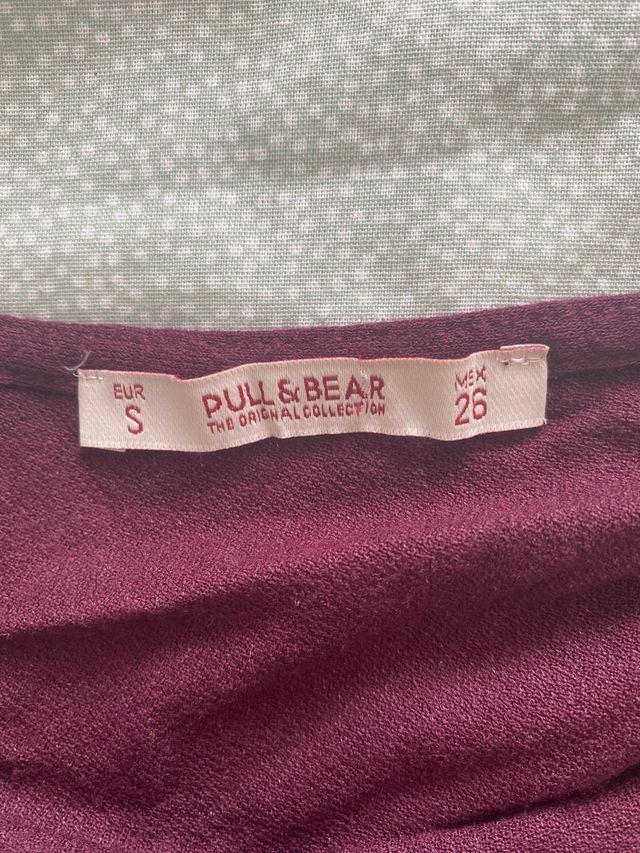 EUR
S
PULL&BEAR
THE ORIGINAL COLLECTION
MEX
26